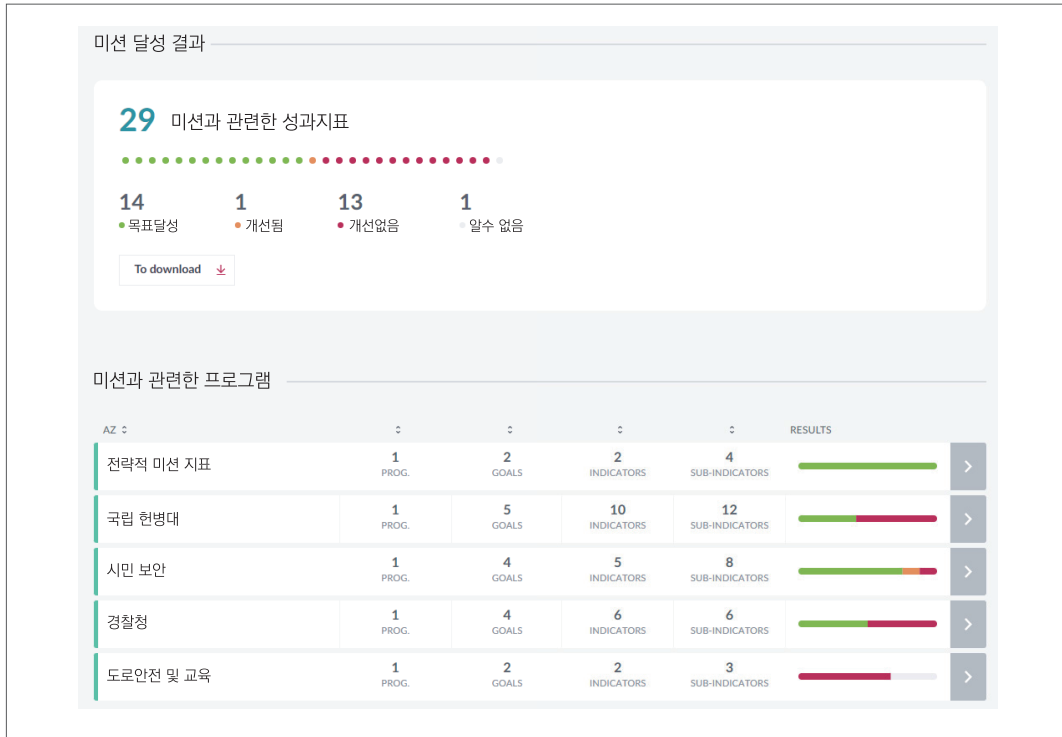 미션 달성 결과
29 미션과 관련한 성과지표
14 1 13 1
목표달성 개선됨 개선없음 알수 없음
To download
미션과 관련한 프로그램
AZ RESULTS
전략적 미션 지표 1 2 2 4
PROG. GOALS INDICATORS SUB-INDICATORS
국립 헌병대 1 5 10 12
PROG. GOALS INDICATORS SUB-INDICATORS
시민 보안 1 4 5 8
PROG. GOALS INDICATORS SUB-INDICATORS
경찰청 1 4 6 6
PROG. GOALS INDICATORS SUB-INDICATORS
도로안전 및 교육 1 2 2 3
PROG. GOALS INDICATORS SUB-INDICATORS